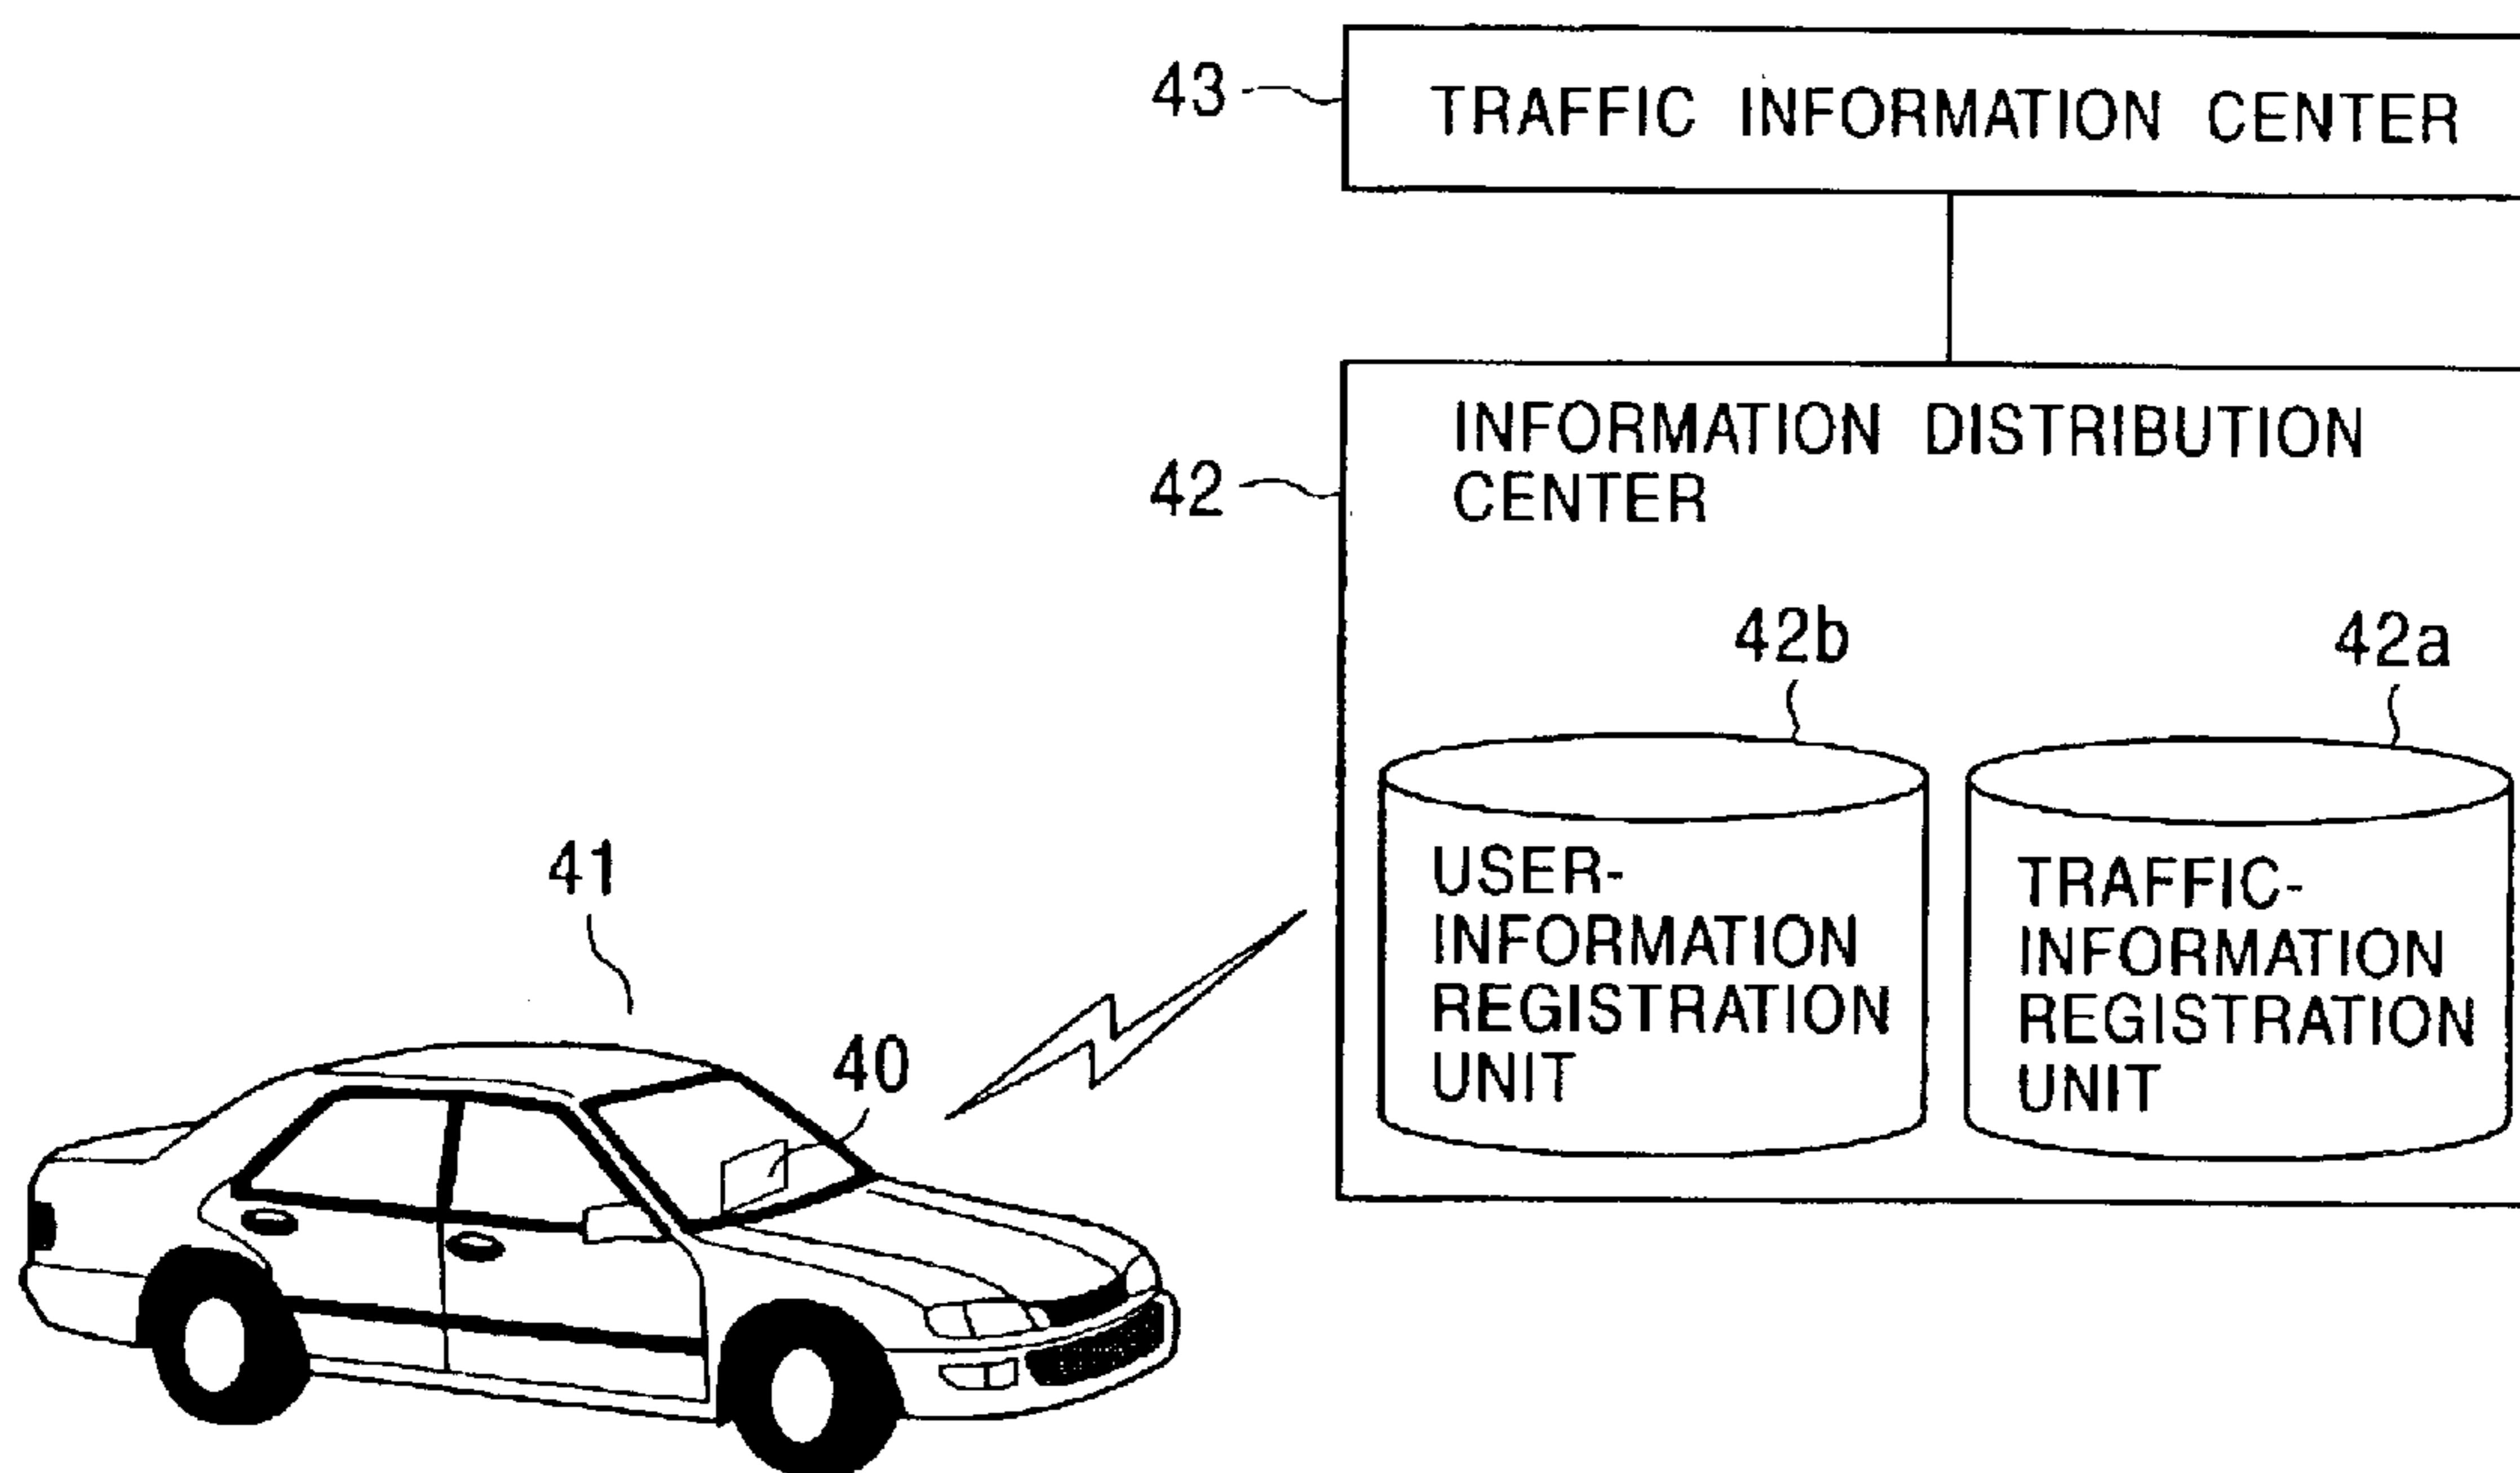 43
TRAFFIC INFORMATION CENTER
INFORMATION DISTRIBUTION
CENTER
42
42b
42a
USER-
INFORMATION
REGISTRATION
UNIT
TRAFFIC-
INFORMATION
REGISTRATION
UNIT
41
40